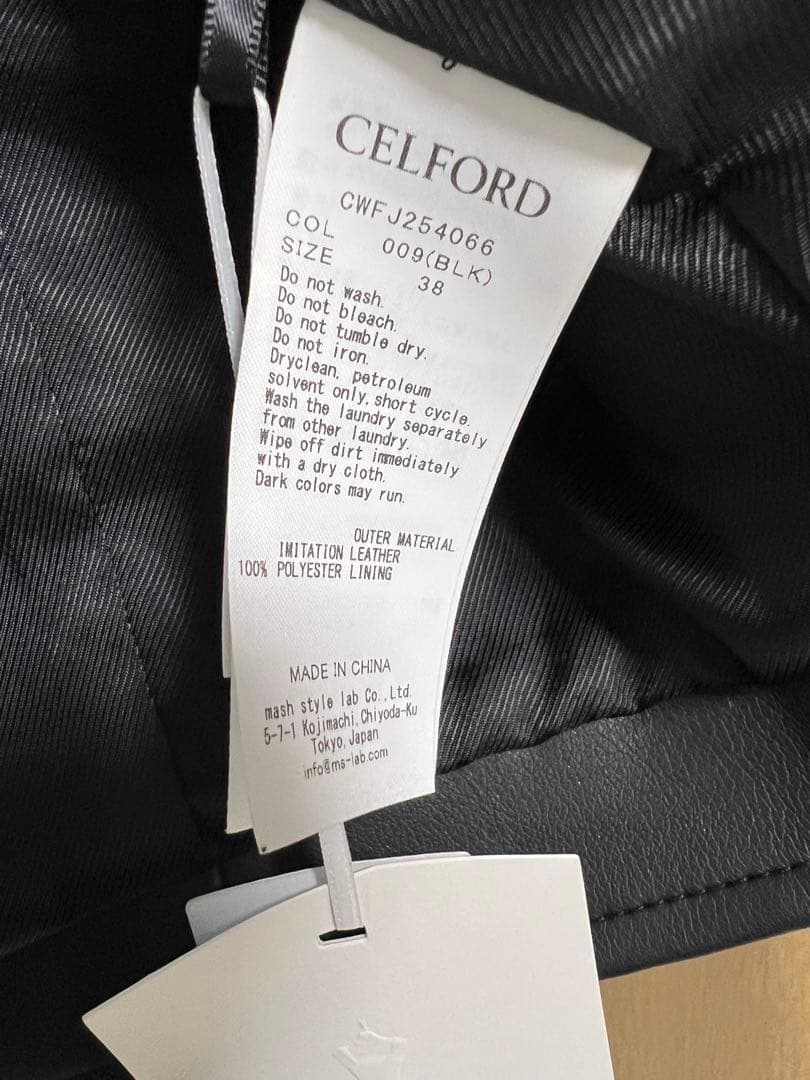 CELFORD
CWFJ254066
COL 009(BLK)
SIZE 38
Do not wash.
Do not bleach.
Do not tumble dry.
Do not iron.
Dryclean, petroleum
solvent only, short cycle.
Wash the laundry separately
from other laundry.
Wipe off dirt immediately
with a dry cloth.
Dark colors may run.
OUTER MATERIAL
IMITATION LEATHER
100% POLYESTER LINING
MADE IN CHINA
mash style lab Co.,Ltd.
5-7-1 Kojimachi,Chiyoda-Ku
Tokyo,Japan
info@ms-lab.com